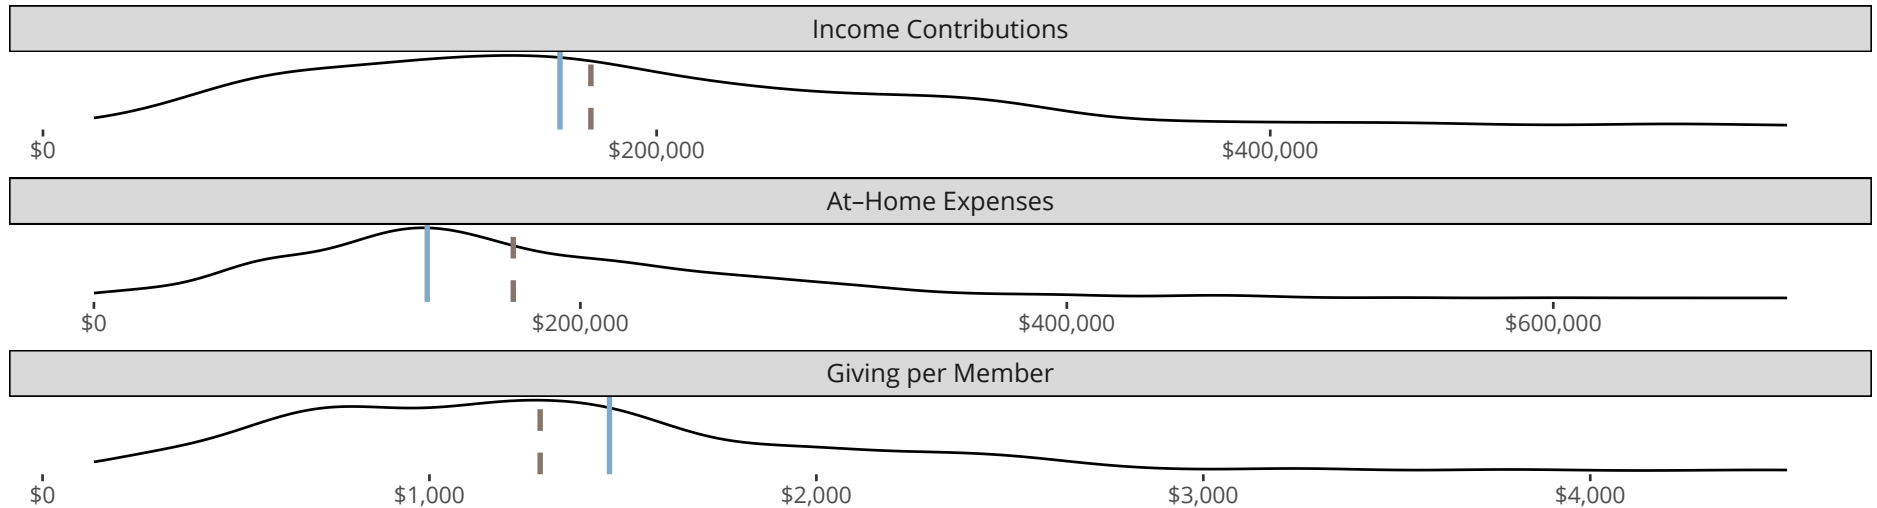 Income Contributions
$0 $200,000 $400,000
At–Home Expenses
$0 $200,000 $400,000 $600,000
Giving per Member
$0 $1,000 $2,000 $3,000 $4,000